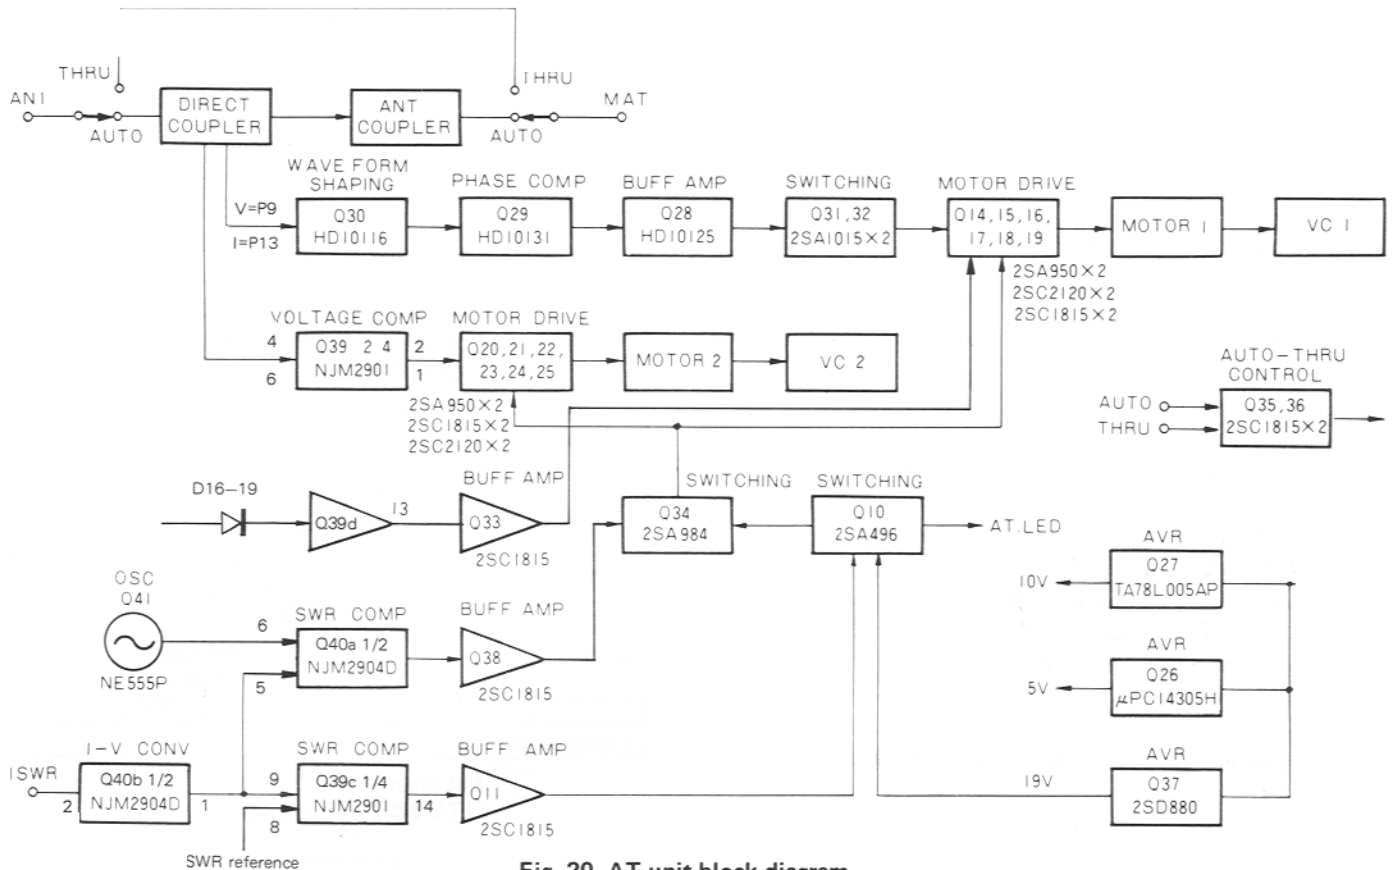 THRU
THRU
ANI
DIRECT
COUPLER
ANT
COUPLER
MAT
AUTO
AUTO
WAVE FORM
SHAPING
PHASE COMP
BUFF AMP
SWITCHING
MOTOR DRIVE
V=P9
I=P13
Q30
HD10116
Q29
HD10131
Q28
HD10125
Q31,32
2SA1015×2
Q14,15,16,
17,18,19
MOTOR 1
VC 1
2SA950×2
2SC2120×2
2SC1815×2
VOLTAGE COMP
MOTOR DRIVE
4
6
Q39 2 4
NJM2901
2
1
Q20,21,22,
23,24,25
MOTOR 2
VC 2
2SA950×2
2SC1815×2
2SC2120×2
AUTO-THRU
CONTROL
AUTO
THRU
Q35,36
2SC1815×2
D16-19
Q39d
13
BUFF AMP
Q33
2SC1815
SWITCHING
Q34
2SA984
SWITCHING
Q10
2SA496
AT.LED
AVR
10V
Q27
TA78L005AP
OSC
Q41
NE555P
6
5
SWR COMP
Q40a 1/2
NJM2904D
BUFF AMP
Q38
2SC1815
AVR
5V
Q26
μPC14305H
I-V CONV
ISWR
2
Q40b 1/2
NJM2904D
1
9
8
SWR COMP
Q39c 1/4
NJM2901
14
BUFF AMP
Q11
2SC1815
AVR
19V
Q37
2SD880
SWR reference
Fig. 20 AT unit block diagram